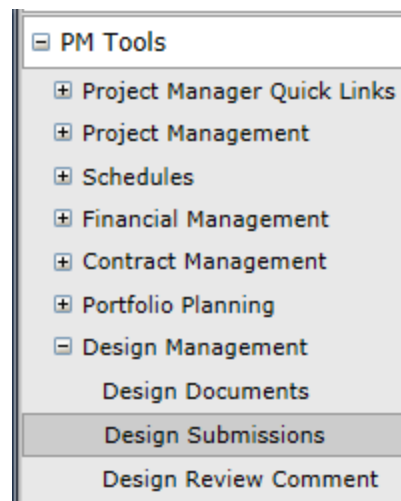 PM Tools
Project Manager Quick Links
Project Management
Schedules
Financial Management
Contract Management
Portfolio Planning
Design Management
Design Documents
Design Submissions
Design Review Comment